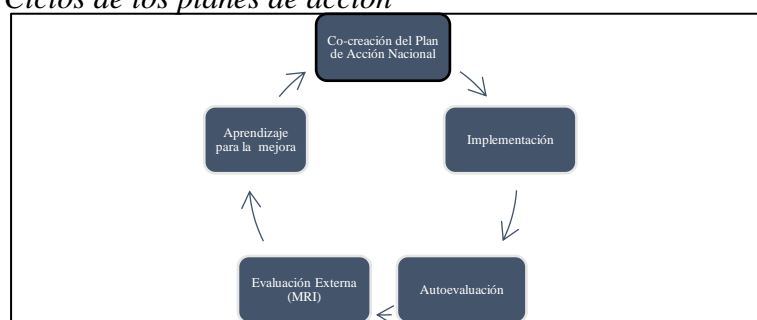 Ciclos de los planes de acción
Co-creación del Plan
de Acción Nacional
Implementación
Autoevaluación
Evaluación Externa
(MRI)
Aprendizaje
para la mejora